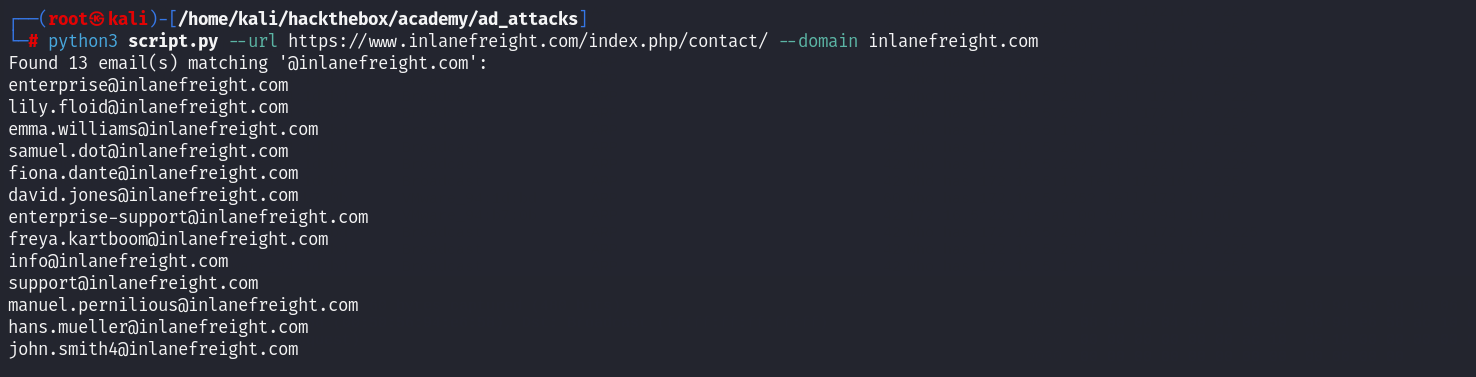 ┌──(root㉿kali)-[/home/kali/hackthebox/academy/ad_attacks]
└─# python3 script.py --url https://www.inlanefreight.com/index.php/contact/ --domain inlanefreight.com
Found 13 email(s) matching '@inlanefreight.com':
enterprise@inlanefreight.com
lily.floid@inlanefreight.com
emma.williams@inlanefreight.com
samuel.dot@inlanefreight.com
fiona.dante@inlanefreight.com
david.jones@inlanefreight.com
enterprise-support@inlanefreight.com
freya.kartboom@inlanefreight.com
info@inlanefreight.com
support@inlanefreight.com
manuel.pernilious@inlanefreight.com
hans.mueller@inlanefreight.com
john.smith4@inlanefreight.com